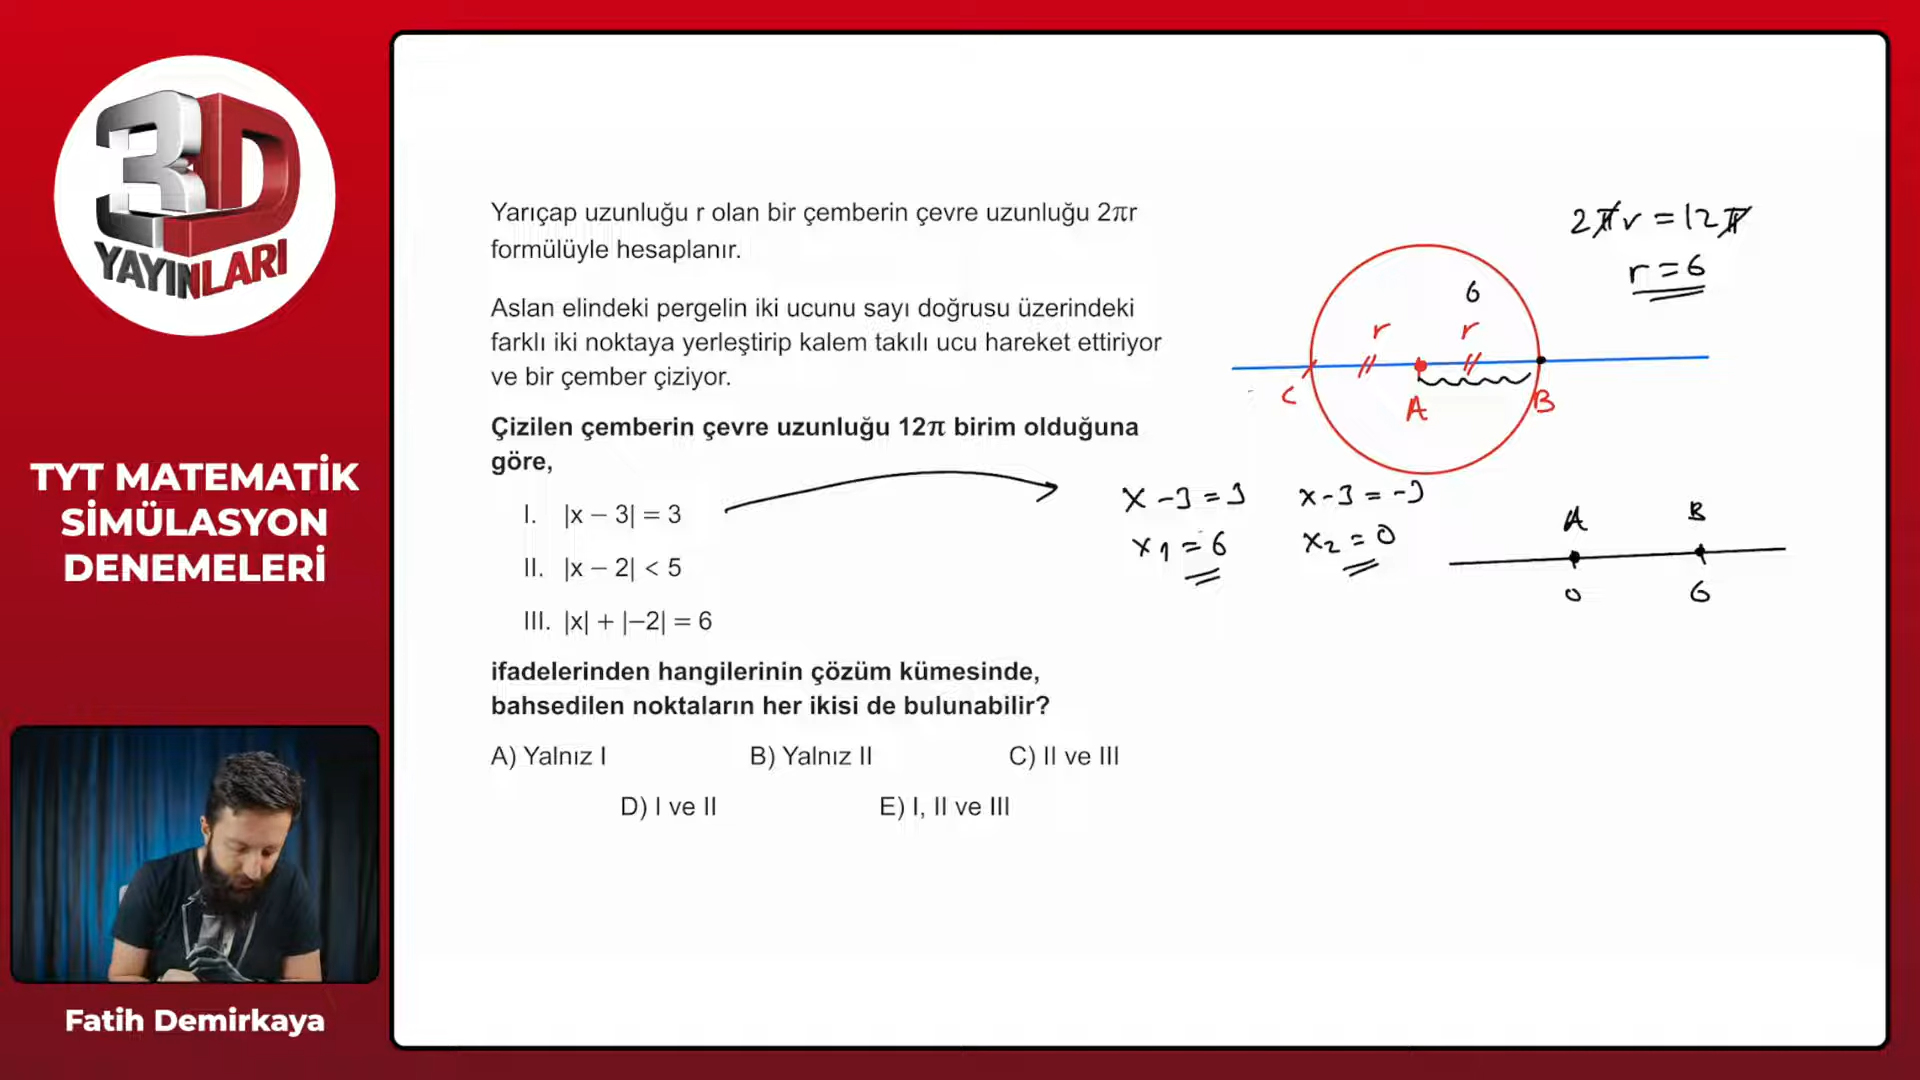 3D
YAYINLARI
TYT MATEMATİK
SİMÜLASYON
DENEMELERİ
Fatih Demirkaya
Yarıçap uzunluğu r olan bir çemberin çevre uzunluğu 2πr
formülüyle hesaplanır.
Aslan elindeki pergelin iki ucunu sayı doğrusu üzerindeki
farklı iki noktaya yerleştirip kalem takılı ucu hareket ettiriyor
ve bir çember çiziyor.
Çizilen çemberin çevre uzunluğu 12π birim olduğuna
göre,
I. |x – 3| = 3
II. |x – 2| < 5
III. |x| + |–2| = 6
ifadelerinden hangilerinin çözüm kümesinde,
bahsedilen noktaların her ikisi de bulunabilir?
A) Yalnız I B) Yalnız II C) II ve III
D) I ve II E) I, II ve III
2πr = 12π
r = 6
6
r r
C A B
x - 3 = 3 x - 3 = -3
x1 = 6 x2 = 0
A B
0 6